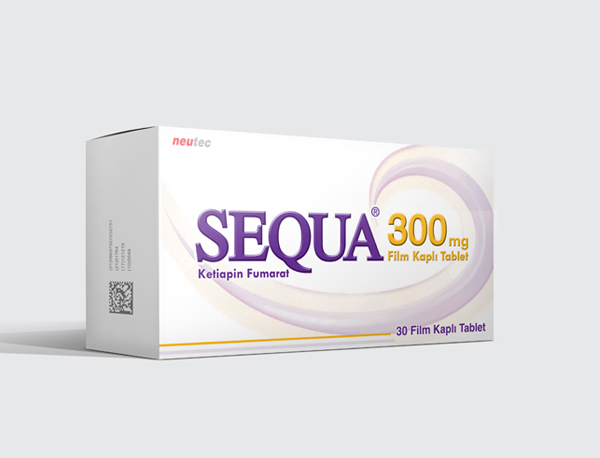 neutec
SEQUA®
300 mg
Film Kaplı Tablet
Ketiapin Fumarat
30 Film Kaplı Tablet